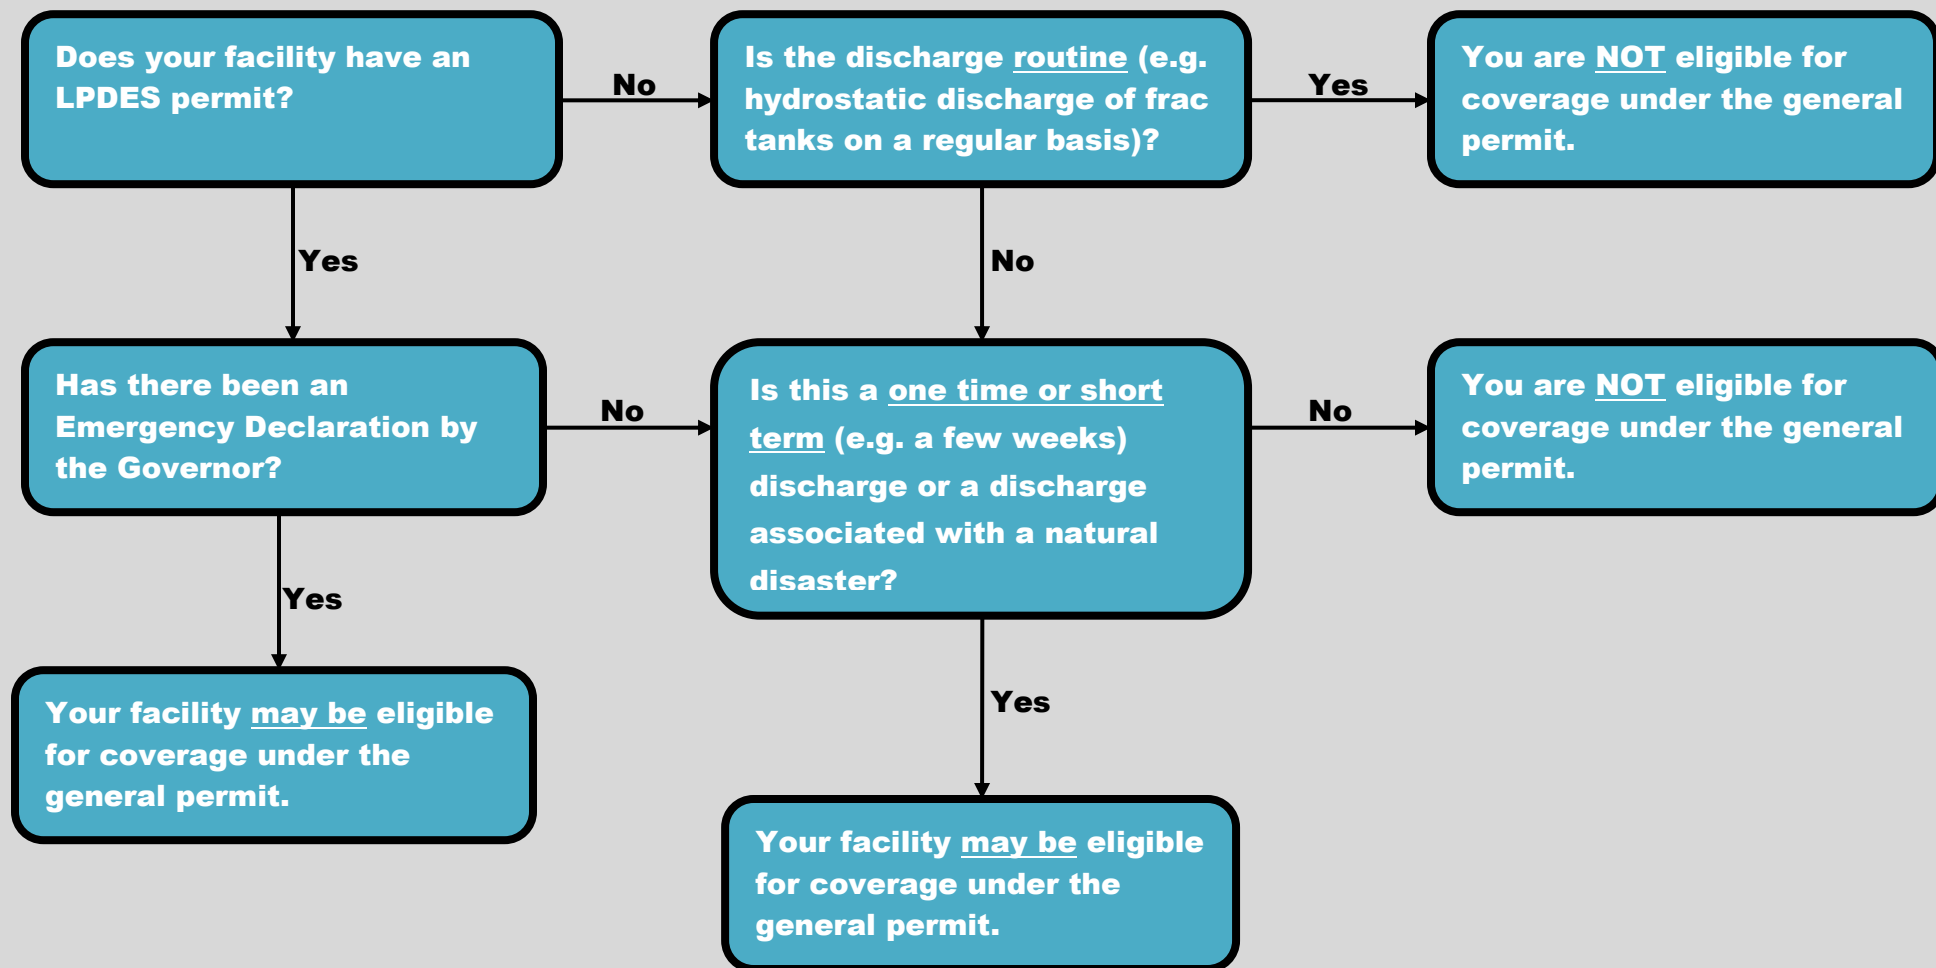 Does your facility have an
LPDES permit?
No
Is the discharge routine (e.g.
hydrostatic discharge of frac
tanks on a regular basis)?
Yes
You are NOT eligible for
coverage under the general
permit.
Yes
No
Has there been an
Emergency Declaration by
the Governor?
No
Is this a one time or short
term (e.g. a few weeks)
discharge or a discharge
associated with a natural
disaster?
No
You are NOT eligible for
coverage under the general
permit.
Yes
Yes
Your facility may be eligible
for coverage under the
general permit.
Your facility may be eligible
for coverage under the
general permit.